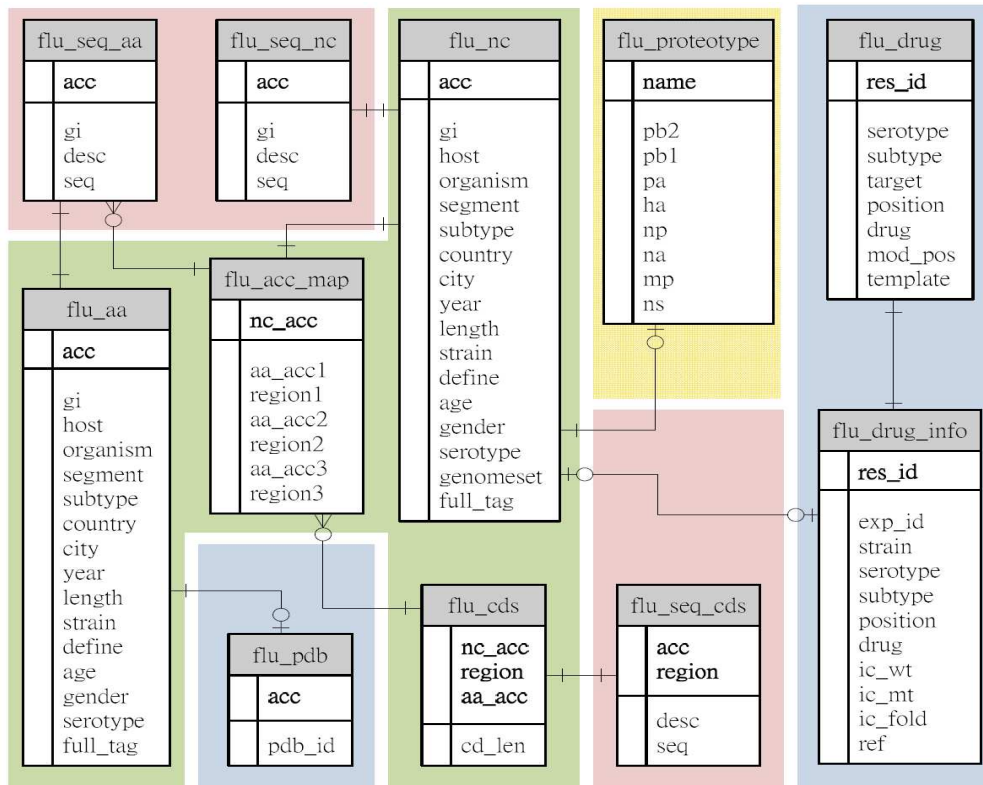 flu_seq_aa
acc
gi
desc
seq
flu_seq_nc
acc
gi
desc
seq
flu_nc
acc
gi
host
organism
segment
subtype
country
city
year
length
strain
define
age
gender
serotype
genomeset
full_tag
flu_proteotype
name
pb2
pb1
pa
ha
np
na
mp
ns
flu_drug
res_id
serotype
subtype
target
position
drug
mod_pos
template
flu_aa
acc
gi
host
organism
segment
subtype
country
city
year
length
strain
define
age
gender
serotype
full_tag
flu_acc_map
nc_acc
aa_acc1
region1
aa_acc2
region2
aa_acc3
region3
flu_pdb
acc
pdb_id
flu_cds
nc_acc
region
aa_acc
cd_len
flu_seq_cds
acc
region
desc
seq
flu_drug_info
res_id
exp_id
strain
serotype
subtype
position
drug
ic_wt
ic_mt
ic_fold
ref